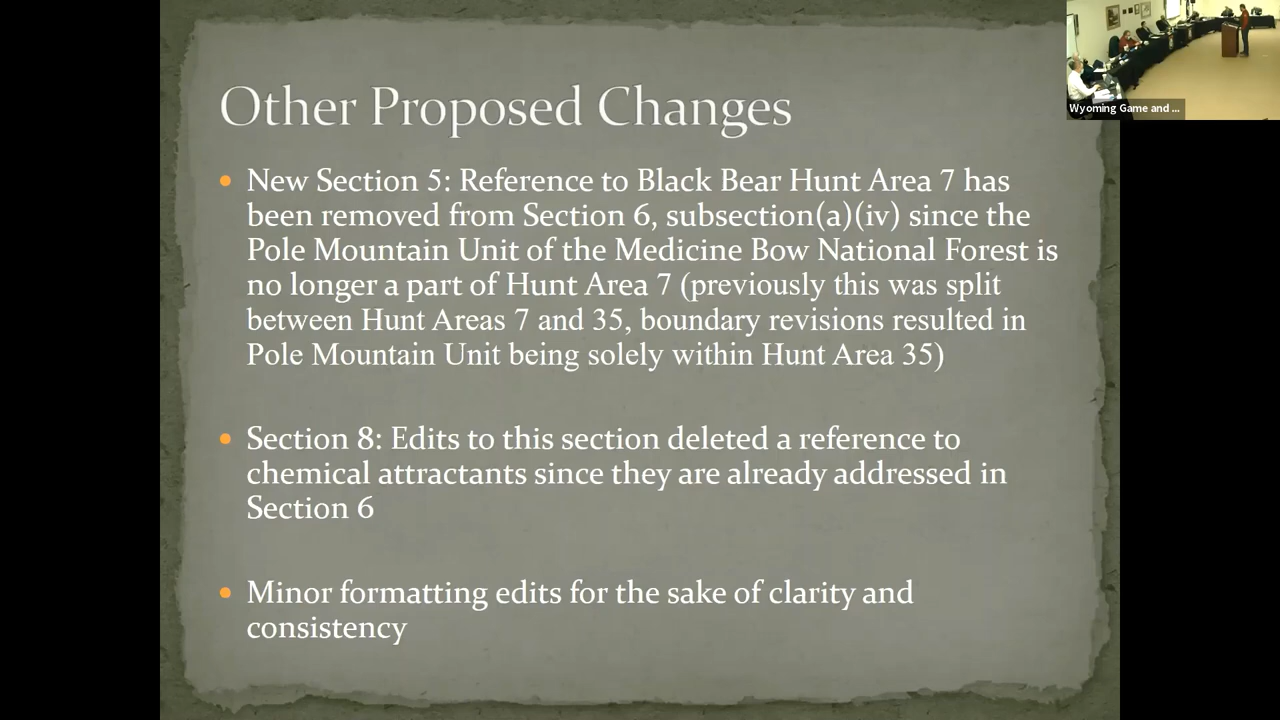 Other Proposed Changes
New Section 5: Reference to Black Bear Hunt Area 7 has
been removed from Section 6, subsection(a)(iv) since the
Pole Mountain Unit of the Medicine Bow National Forest is
no longer a part of Hunt Area 7 (previously this was split
between Hunt Areas 7 and 35, boundary revisions resulted in
Pole Mountain Unit being solely within Hunt Area 35)
Section 8: Edits to this section deleted a reference to
chemical attractants since they are already addressed in
Section 6
Minor formatting edits for the sake of clarity and
consistency
Wyoming Game and ...